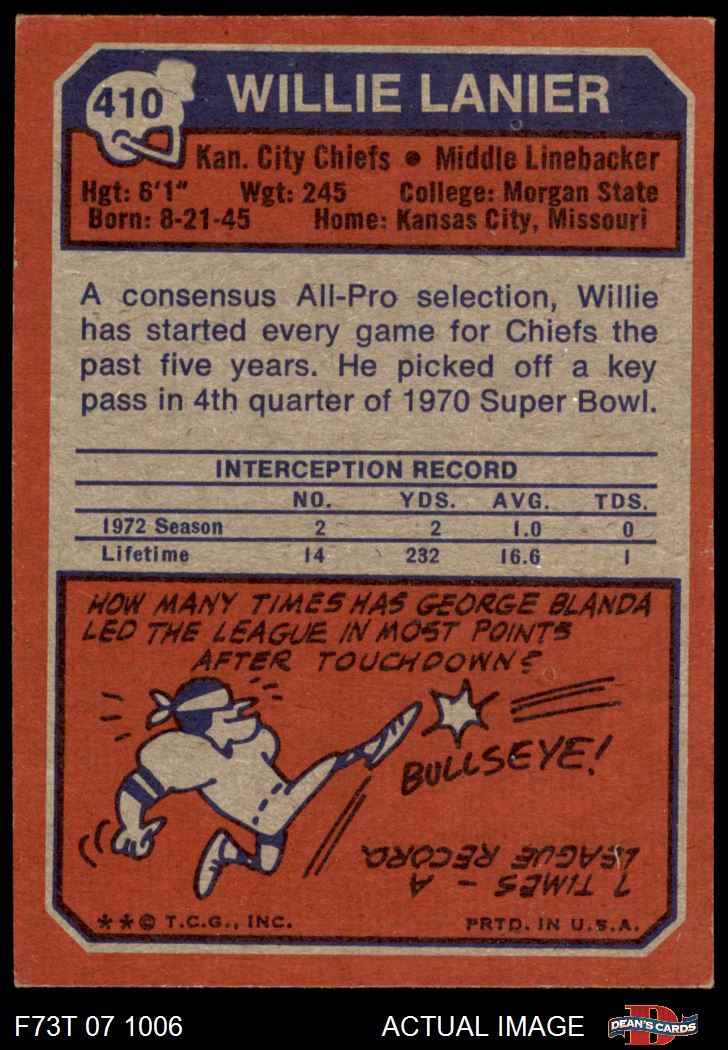 410
WILLIE LANIER
Kan. City Chiefs • Middle Linebacker
Hgt: 6'1" Wgt: 245 College: Morgan State
Born: 8-21-45 Home: Kansas City, Missouri
A consensus All-Pro selection, Willie
has started every game for Chiefs the
past five years. He picked off a key
pass in 4th quarter of 1970 Super Bowl.
INTERCEPTION RECORD
NO. YDS. AVG. TDS.
1972 Season 2 2 1.0 0
Lifetime 14 232 16.6 1
HOW MANY TIMES HAS GEORGE BLANDA
LED THE LEAGUE IN MOST POINTS
AFTER TOUCHDOWN?
BULLSEYE!
7 TIMES - A
LEAGUE RECORD.
**© T.C.G., INC. PRTD. IN U.S.A.
F73T 07 1006 ACTUAL IMAGE D DEAN'S CARDS